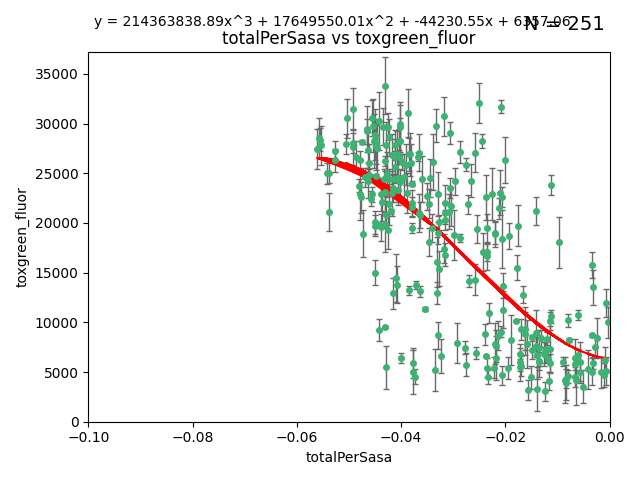 y = 214363838.89x^3 + 17649550.01x^2 + -44230.55x + 6357.06
N = 251
totalPerSasa vs toxgreen_fluor
toxgreen_fluor
35000
30000
25000
20000
15000
10000
5000
0
−0.10 −0.08 −0.06 −0.04 −0.02 0.00
totalPerSasa